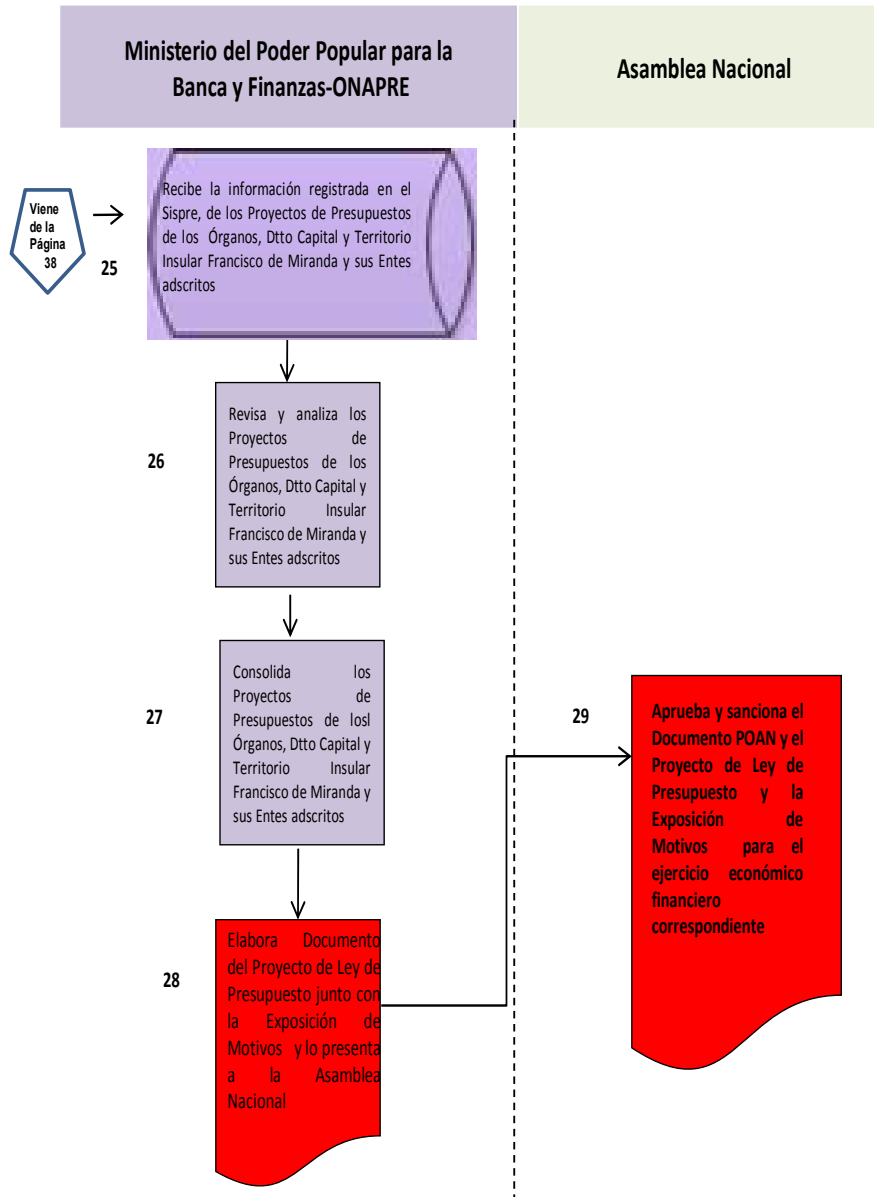 Ministerio del Poder Popular para la
Banca y Finanzas-ONAPRE
Asamblea Nacional
Viene
de la
Página
38
25
Recibe la información registrada en el
Sispre, de los Proyectos de Presupuestos
de los Órganos, Dtto Capital y Territorio
Insular Francisco de Miranda y sus Entes
adscritos
26
Revisa y analiza los
Proyectos de
Presupuestos de los
Órganos, Dtto Capital y
Territorio Insular
Francisco de Miranda y
sus Entes adscritos
27
Consolida los
Proyectos de
Presupuestos de losl
Órganos, Dtto Capital y
Territorio Insular
Francisco de Miranda y
sus Entes adscritos
28
Elabora Documento
del Proyecto de Ley de
Presupuesto junto con
la Exposición de
Motivos y lo presenta
a la Asamblea
Nacional
29
Aprueba y sanciona el
Documento POAN y el
Proyecto de Ley de
Presupuesto y la
Exposición de
Motivos para el
ejercicio económico
financiero
correspondiente